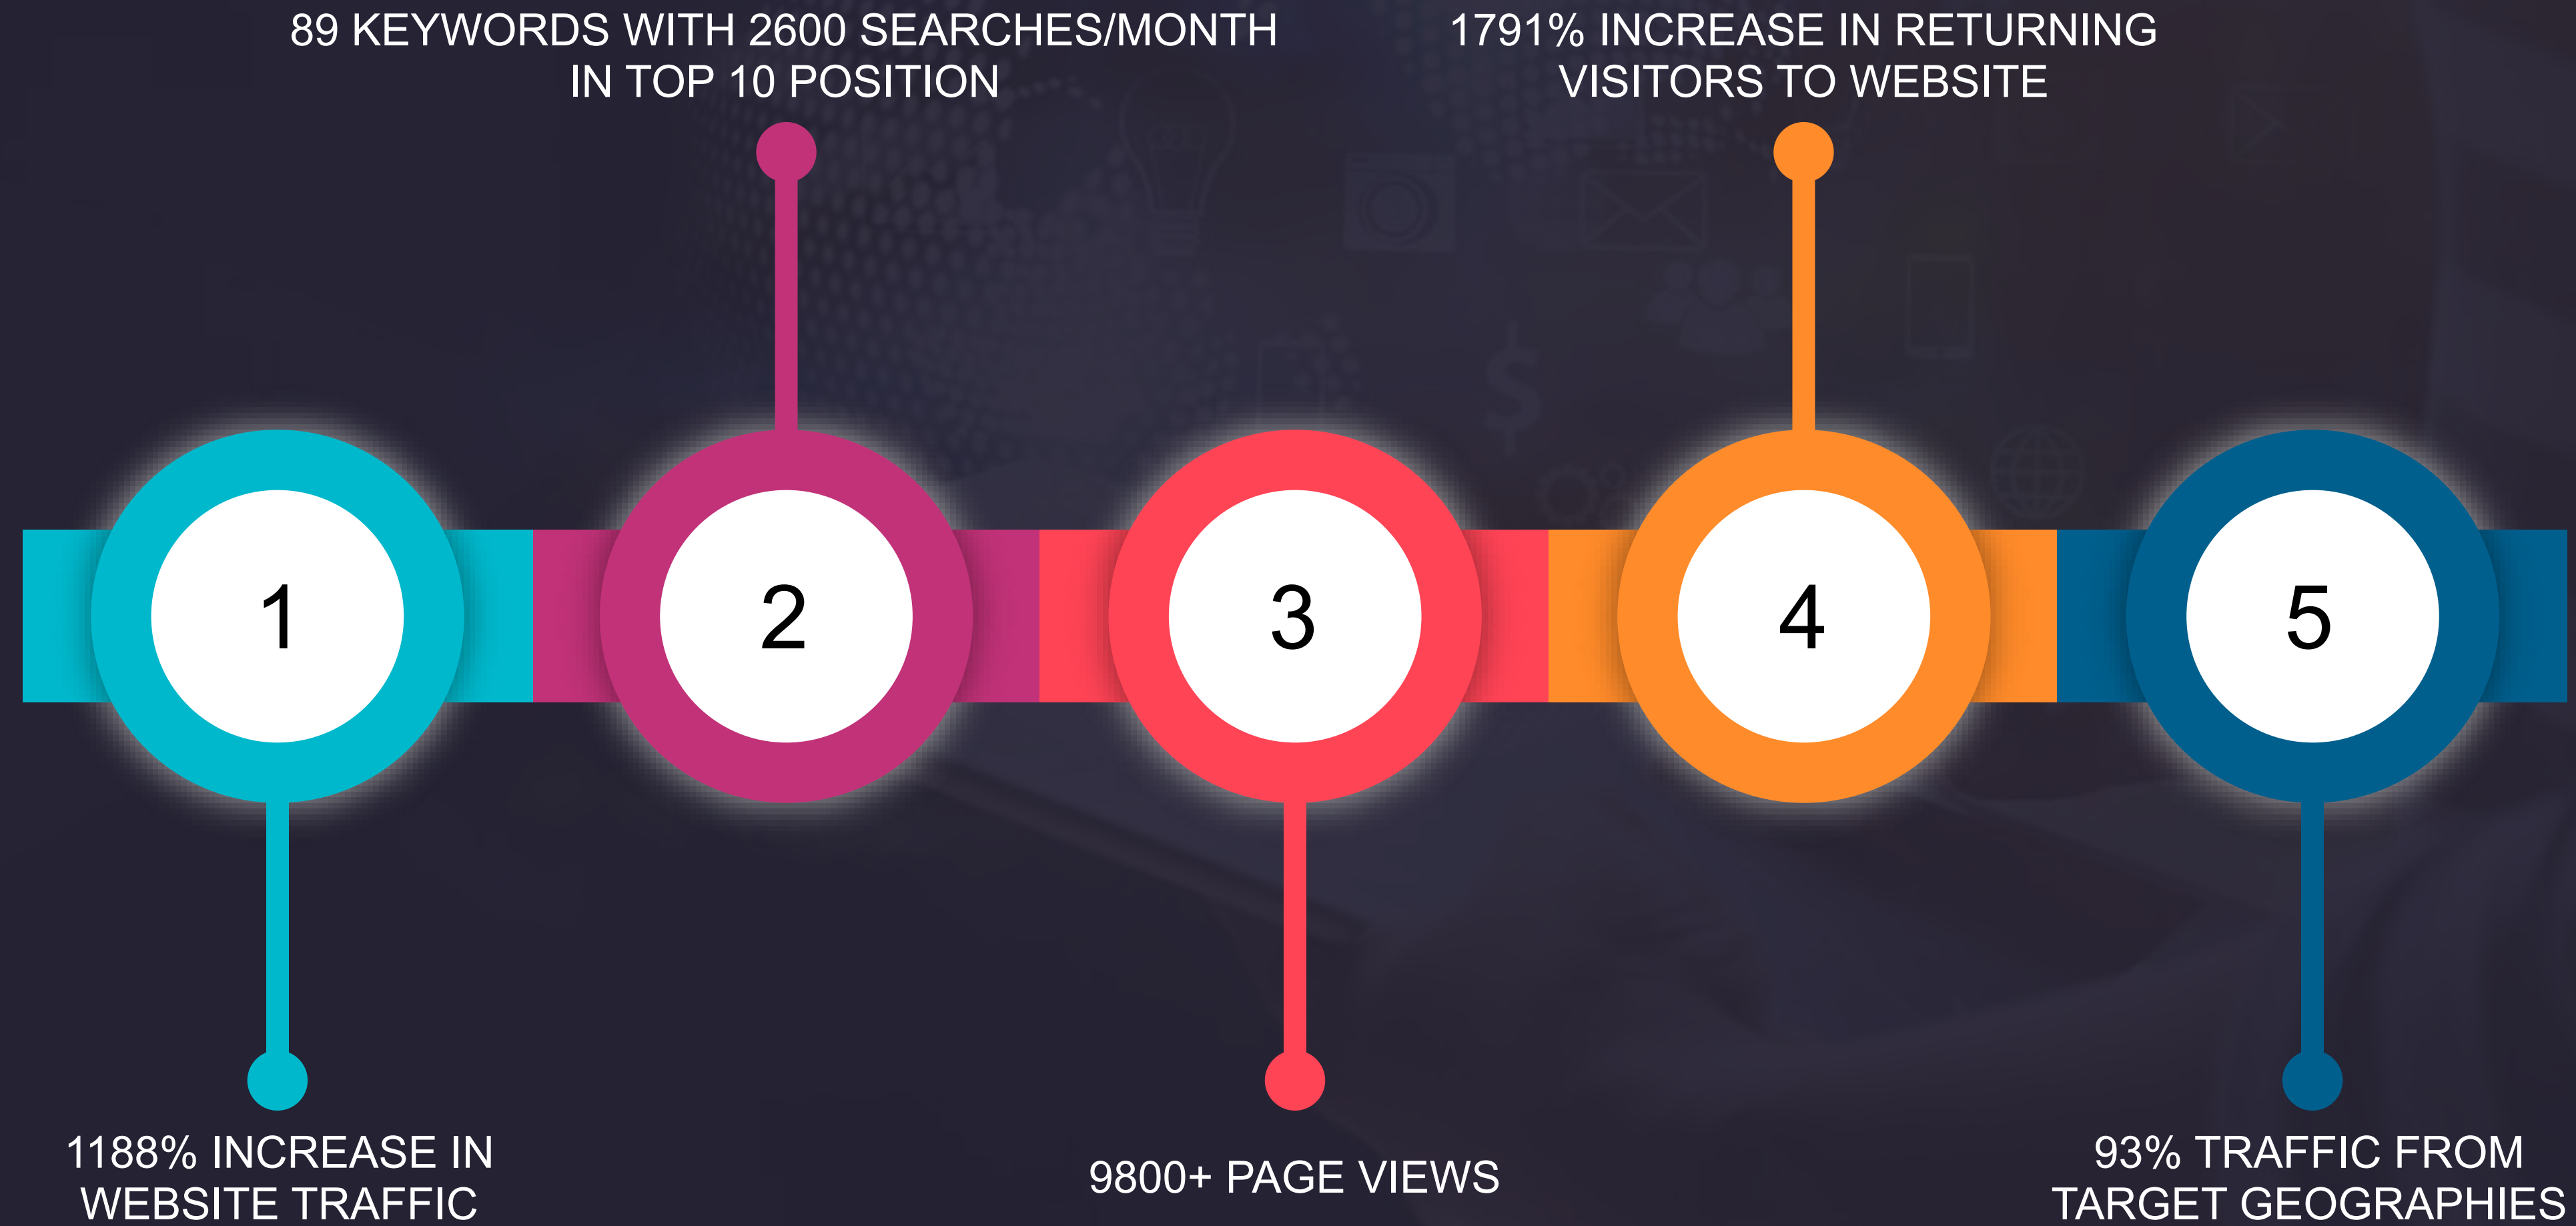 89 KEYWORDS WITH 2600 SEARCHES/MONTH
IN TOP 10 POSITION
1791% INCREASE IN RETURNING
VISITORS TO WEBSITE
1
2
3
4
5
1188% INCREASE IN
WEBSITE TRAFFIC
9800+ PAGE VIEWS
93% TRAFFIC FROM
TARGET GEOGRAPHIES